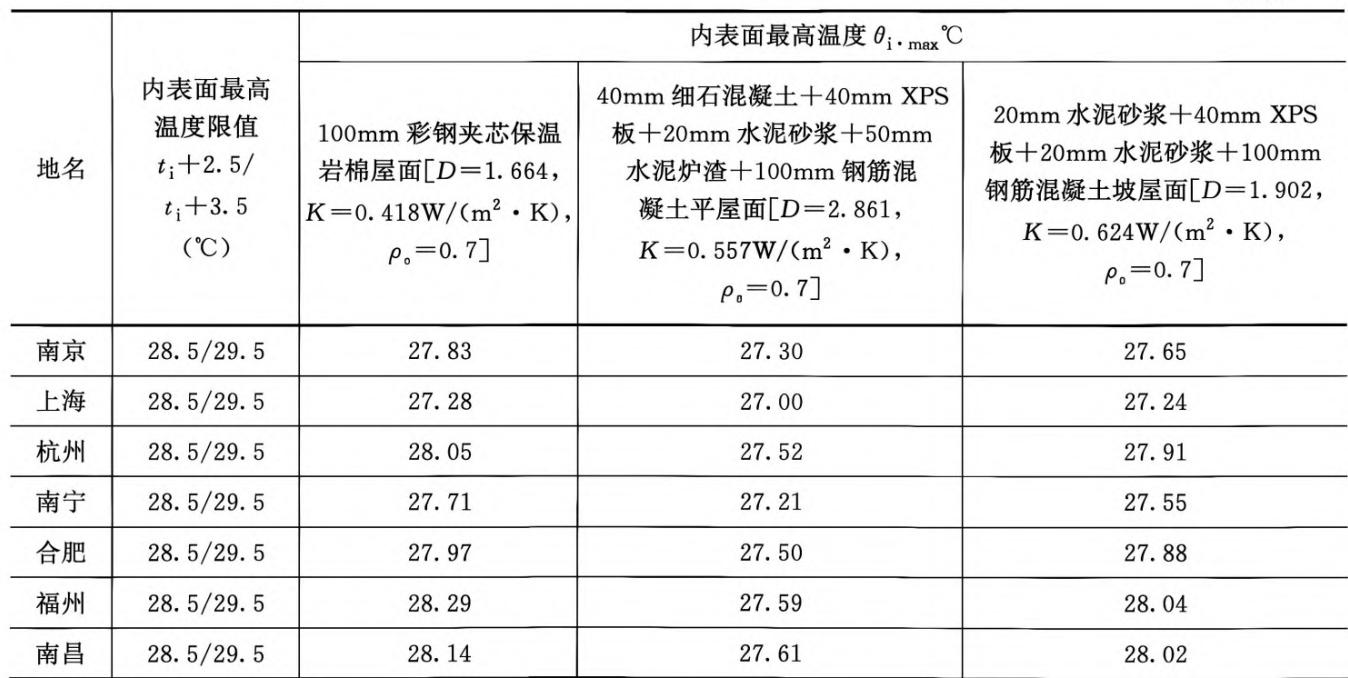 地名
内表面最高
温度限值
t_i+2.5/
t_i+3.5
(℃)
内表面最高温度 θ_i·max℃
100mm 彩钢夹芯保温
岩棉屋面[D=1.664,
K=0.418W/(m²·K),
ρ_0=0.7]
40mm 细石混凝土+40mm XPS
板+20mm 水泥砂浆+50mm
水泥炉渣+100mm 钢筋混
凝土平屋面[D=2.861,
K=0.557W/(m²·K),
ρ_0=0.7]
20mm 水泥砂浆+40mm XPS
板+20mm 水泥砂浆+100mm
钢筋混凝土坡屋面[D=1.902,
K=0.624W/(m²·K),
ρ_0=0.7]
南京 28.5/29.5 27.83 27.30 27.65
上海 28.5/29.5 27.28 27.00 27.24
杭州 28.5/29.5 28.05 27.52 27.91
南宁 28.5/29.5 27.71 27.21 27.55
合肥 28.5/29.5 27.97 27.50 27.88
福州 28.5/29.5 28.29 27.59 28.04
南昌 28.5/29.5 28.14 27.61 28.02